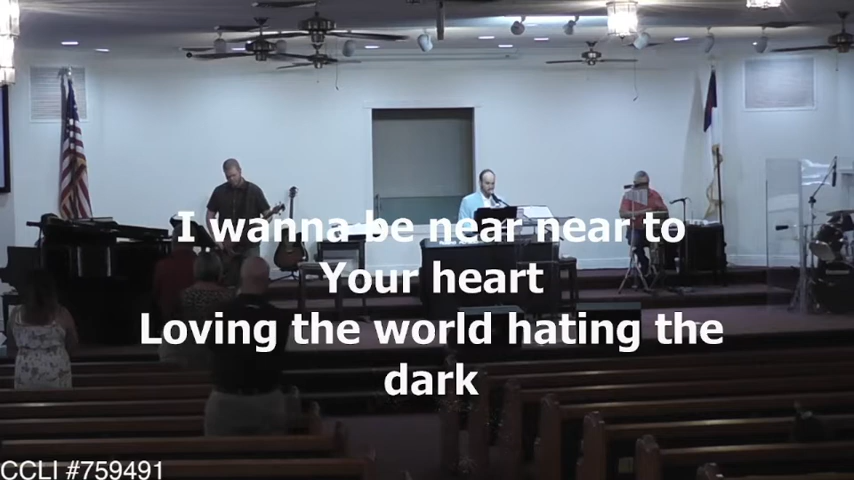 I wanna be near near to
Your heart
Loving the world hating the
dark
CCLI #759491